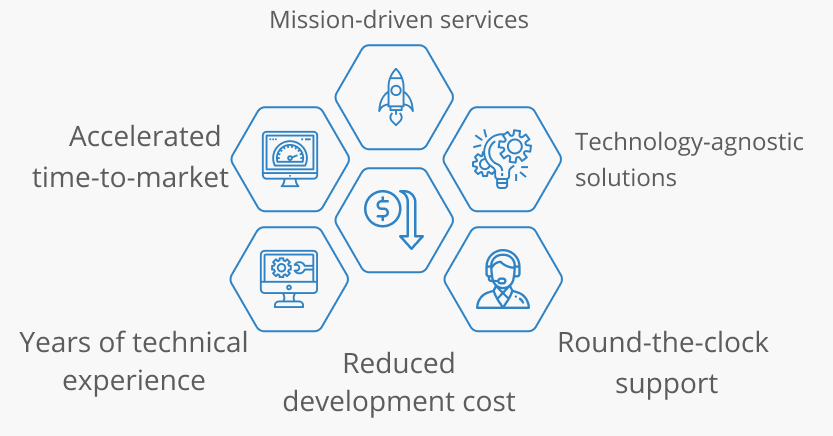 Mission-driven services
Accelerated
time-to-market
Technology-agnostic
solutions
$
Years of technical
experience
Reduced
development cost
Round-the-clock
support